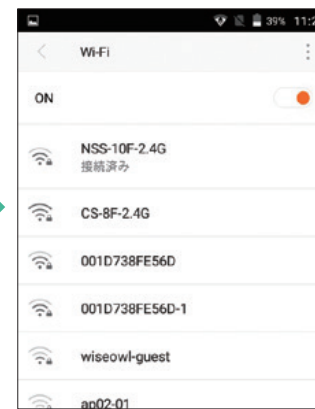 39% 11:2
Wi-Fi
ON
NSS-10F-2.4G
接続済み
CS-8F-2.4G
001D738FE56D
001D738FE56D-1
wiseowl-guest
ap02-01